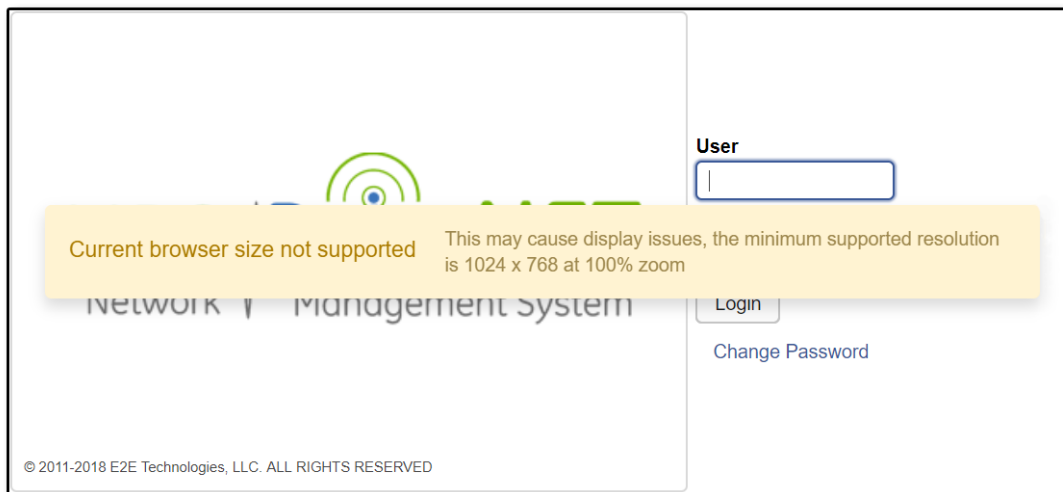 User
Current browser size not supported
This may cause display issues, the minimum supported resolution
is 1024 x 768 at 100% zoom
Network Management System
Login
Change Password
© 2011-2018 E2E Technologies, LLC. ALL RIGHTS RESERVED